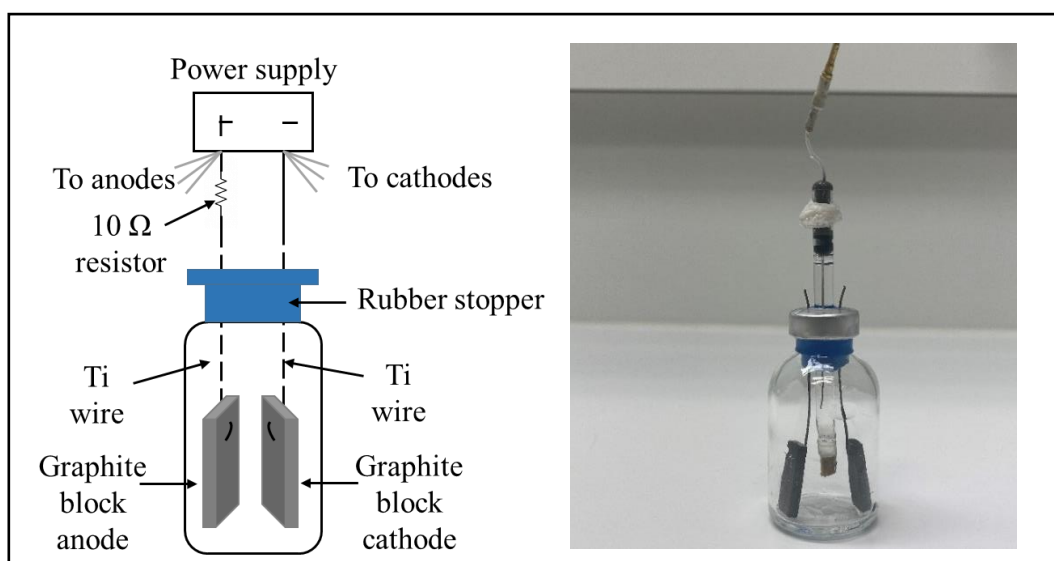 Power supply
+ −
To anodes
To cathodes
10 Ω
resistor
Rubber stopper
Ti
wire
Ti
wire
Graphite
block
anode
Graphite
block
cathode